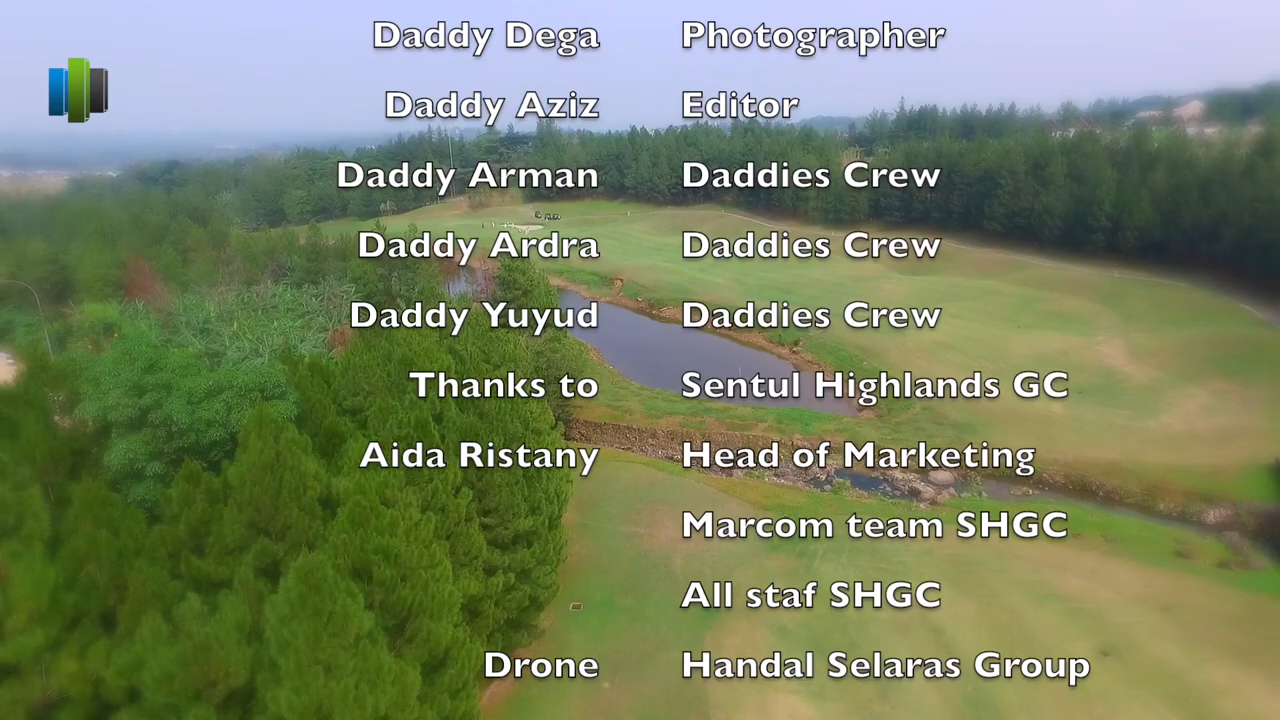 Daddy Dega Photographer
Daddy Aziz Editor
Daddy Arman Daddies Crew
Daddy Ardra Daddies Crew
Daddy Yuyud Daddies Crew
Thanks to Sentul Highlands GC
Aida Ristany Head of Marketing
Marcom team SHGC
All staf SHGC
Drone Handal Selaras Group